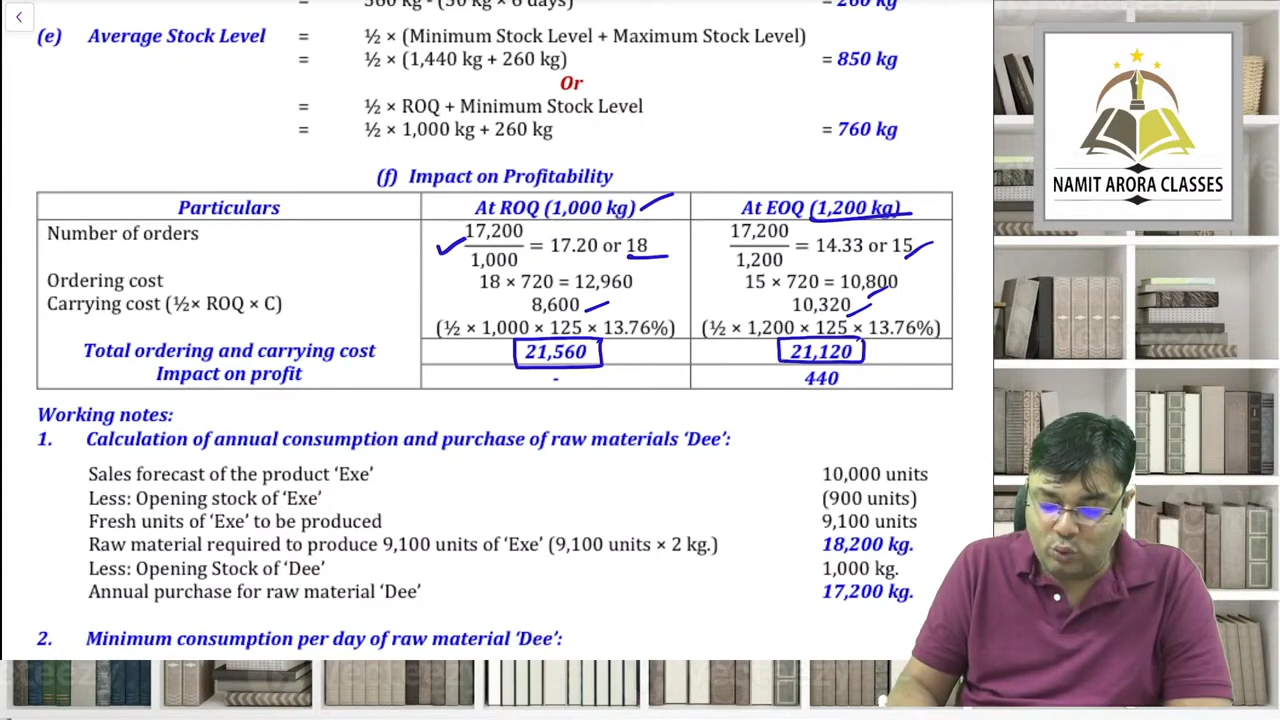 560 kg - (50 kg × 6 days) = 260 kg
(e) Average Stock Level = ½ × (Minimum Stock Level + Maximum Stock Level)
= ½ × (1,440 kg + 260 kg) = 850 kg
Or
= ½ × ROQ + Minimum Stock Level
= ½ × 1,000 kg + 260 kg = 760 kg
(f) Impact on Profitability
Particulars At ROQ (1,000 kg) At EOQ (1,200 kg)
Number of orders 17,200/1,000 = 17.20 or 18 17,200/1,200 = 14.33 or 15
Ordering cost 18 × 720 = 12,960 15 × 720 = 10,800
Carrying cost (½× ROQ × C) 8,600 10,320
(½ × 1,000 × 125 × 13.76%) (½ × 1,200 × 125 × 13.76%)
Total ordering and carrying cost 21,560 21,120
Impact on profit - 440
Working notes:
1. Calculation of annual consumption and purchase of raw materials ‘Dee’:
Sales forecast of the product ‘Exe’ 10,000 units
Less: Opening stock of ‘Exe’ (900 units)
Fresh units of ‘Exe’ to be produced 9,100 units
Raw material required to produce 9,100 units of ‘Exe’ (9,100 units × 2 kg.) 18,200 kg.
Less: Opening Stock of ‘Dee’ 1,000 kg.
Annual purchase for raw material ‘Dee’ 17,200 kg.
2. Minimum consumption per day of raw material ‘Dee’:
NAMIT ARORA CLASSES